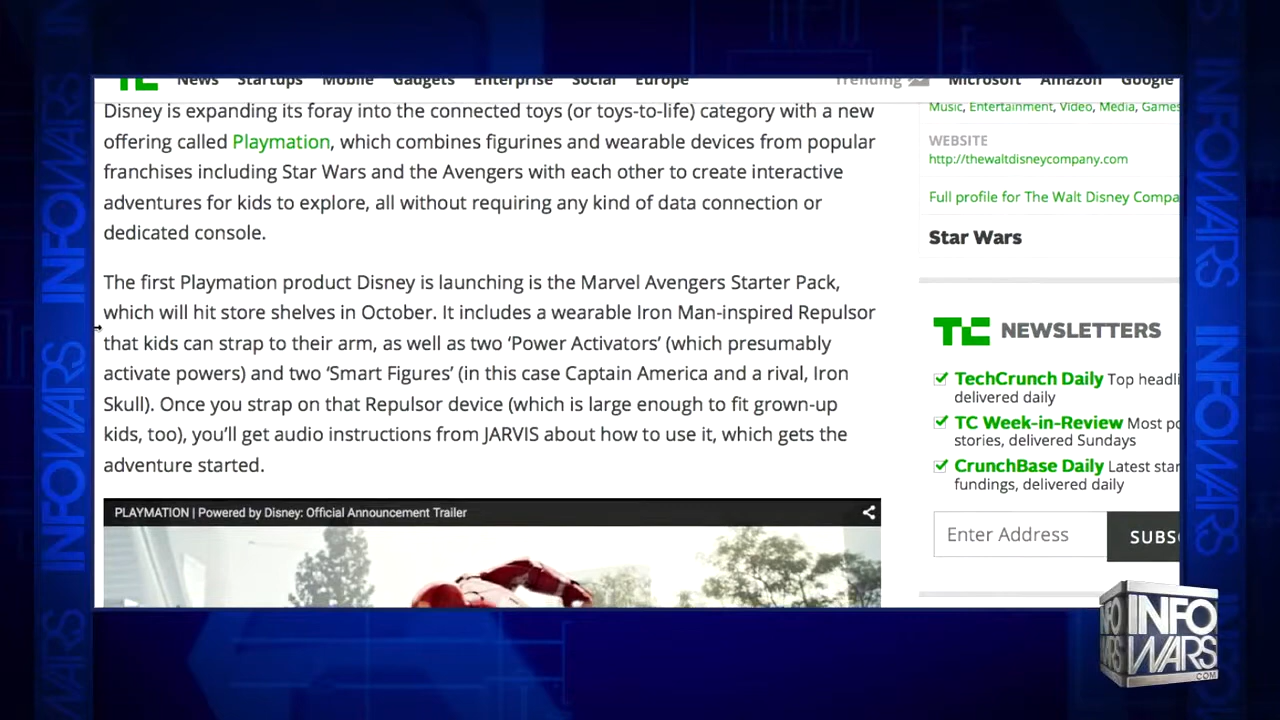 TC News Startups Mobile Gadgets Enterprise Social Europe Trending Microsoft Amazon Google
Disney is expanding its foray into the connected toys (or toys-to-life) category with a new
offering called Playmation, which combines figurines and wearable devices from popular
franchises including Star Wars and the Avengers with each other to create interactive
adventures for kids to explore, all without requiring any kind of data connection or
dedicated console.
The first Playmation product Disney is launching is the Marvel Avengers Starter Pack,
which will hit store shelves in October. It includes a wearable Iron Man-inspired Repulsor
that kids can strap to their arm, as well as two ‘Power Activators’ (which presumably
activate powers) and two ‘Smart Figures’ (in this case Captain America and a rival, Iron
Skull). Once you strap on that Repulsor device (which is large enough to fit grown-up
kids, too), you’ll get audio instructions from JARVIS about how to use it, which gets the
adventure started.
PLAYMATION | Powered by Disney: Official Announcement Trailer
Music, Entertainment, Video, Media, Games
WEBSITE
http://thewaltdisneycompany.com
Full profile for The Walt Disney Compa
Star Wars
TC NEWSLETTERS
TechCrunch Daily Top headli
delivered daily
TC Week-in-Review Most po
stories, delivered Sundays
CrunchBase Daily Latest star
fundings, delivered daily
Enter Address SUBS
INFOWARS
INFOWARS
INFOWARS
INFOWARS
INFO
WARS
.COM